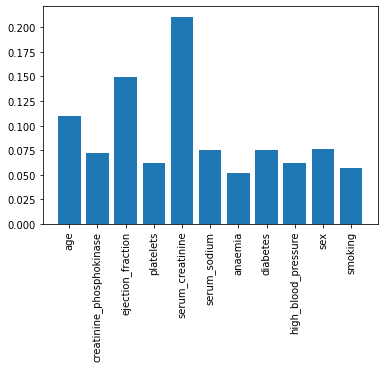 0.200
0.175
0.150
0.125
0.100
0.075
0.050
0.025
0.000
age
creatinine_phosphokinase
ejection_fraction
platelets
serum_creatinine
serum_sodium
anaemia
diabetes
high_blood_pressure
sex
smoking